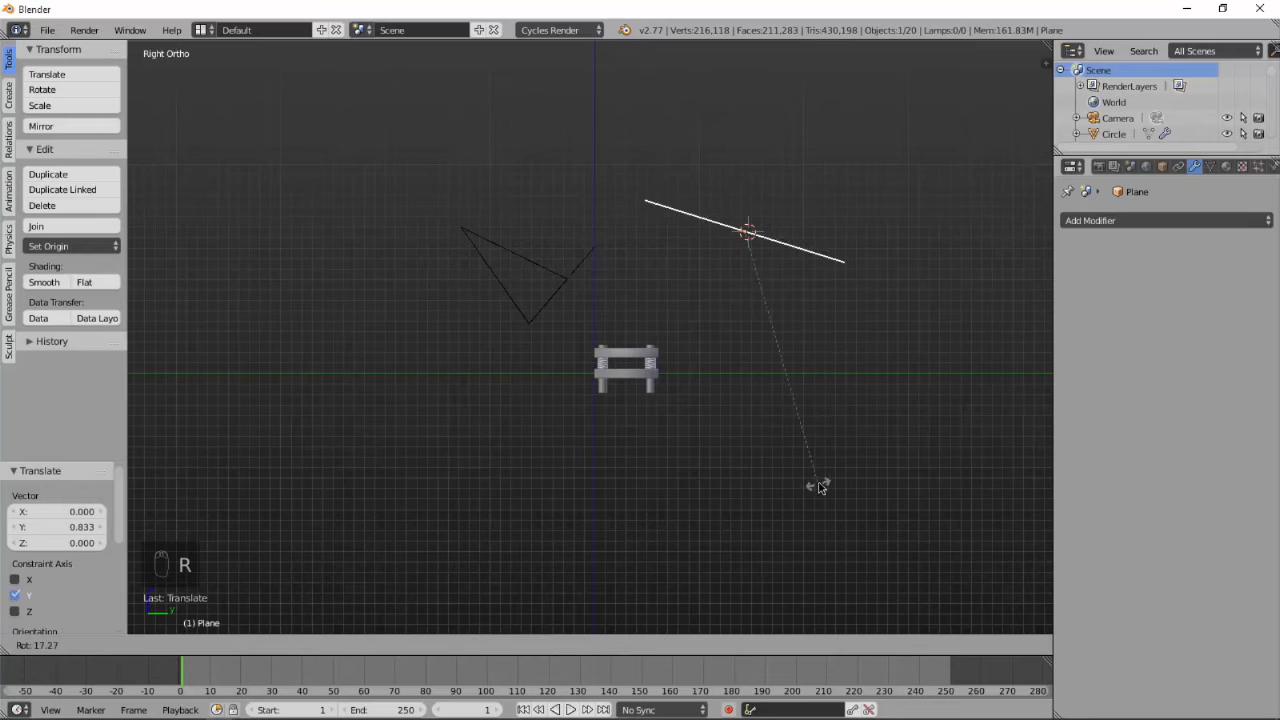 Blender
File Render Window Help Default Scene Cycles Render v2.77 | Verts:216,118 | Faces:211,283 | Tris:430,198 | Objects:1/20 | Lamps:0/0 | Mem:161.83M | Plane
View Search All Scenes
Transform
Translate
Rotate
Scale
Mirror
Edit
Duplicate
Duplicate Linked
Delete
Join
Set Origin
Shading:
Smooth Flat
Data Transfer:
Data Data Layo
History
Tools
Create
Relations
Animation
Physics
Grease Pencil
Sculpt
Translate
Vector
X: 0.000
Y: 0.833
Z: 0.000
Constraint Axis
X
Y
Z
Orientation
Right Ortho
R
Last: Translate
y
(1) Plane
Rot: 17.27
Scene
RenderLayers
World
Camera
Circle
Plane
Add Modifier
-50 -40 -30 -20 -10 0 10 20 30 40 50 60 70 80 90 100 110 120 130 140 150 160 170 180 190 200 210 220 230 240 250 260 270 280
View Marker Frame Playback Start: 1 End: 250 1 No Sync